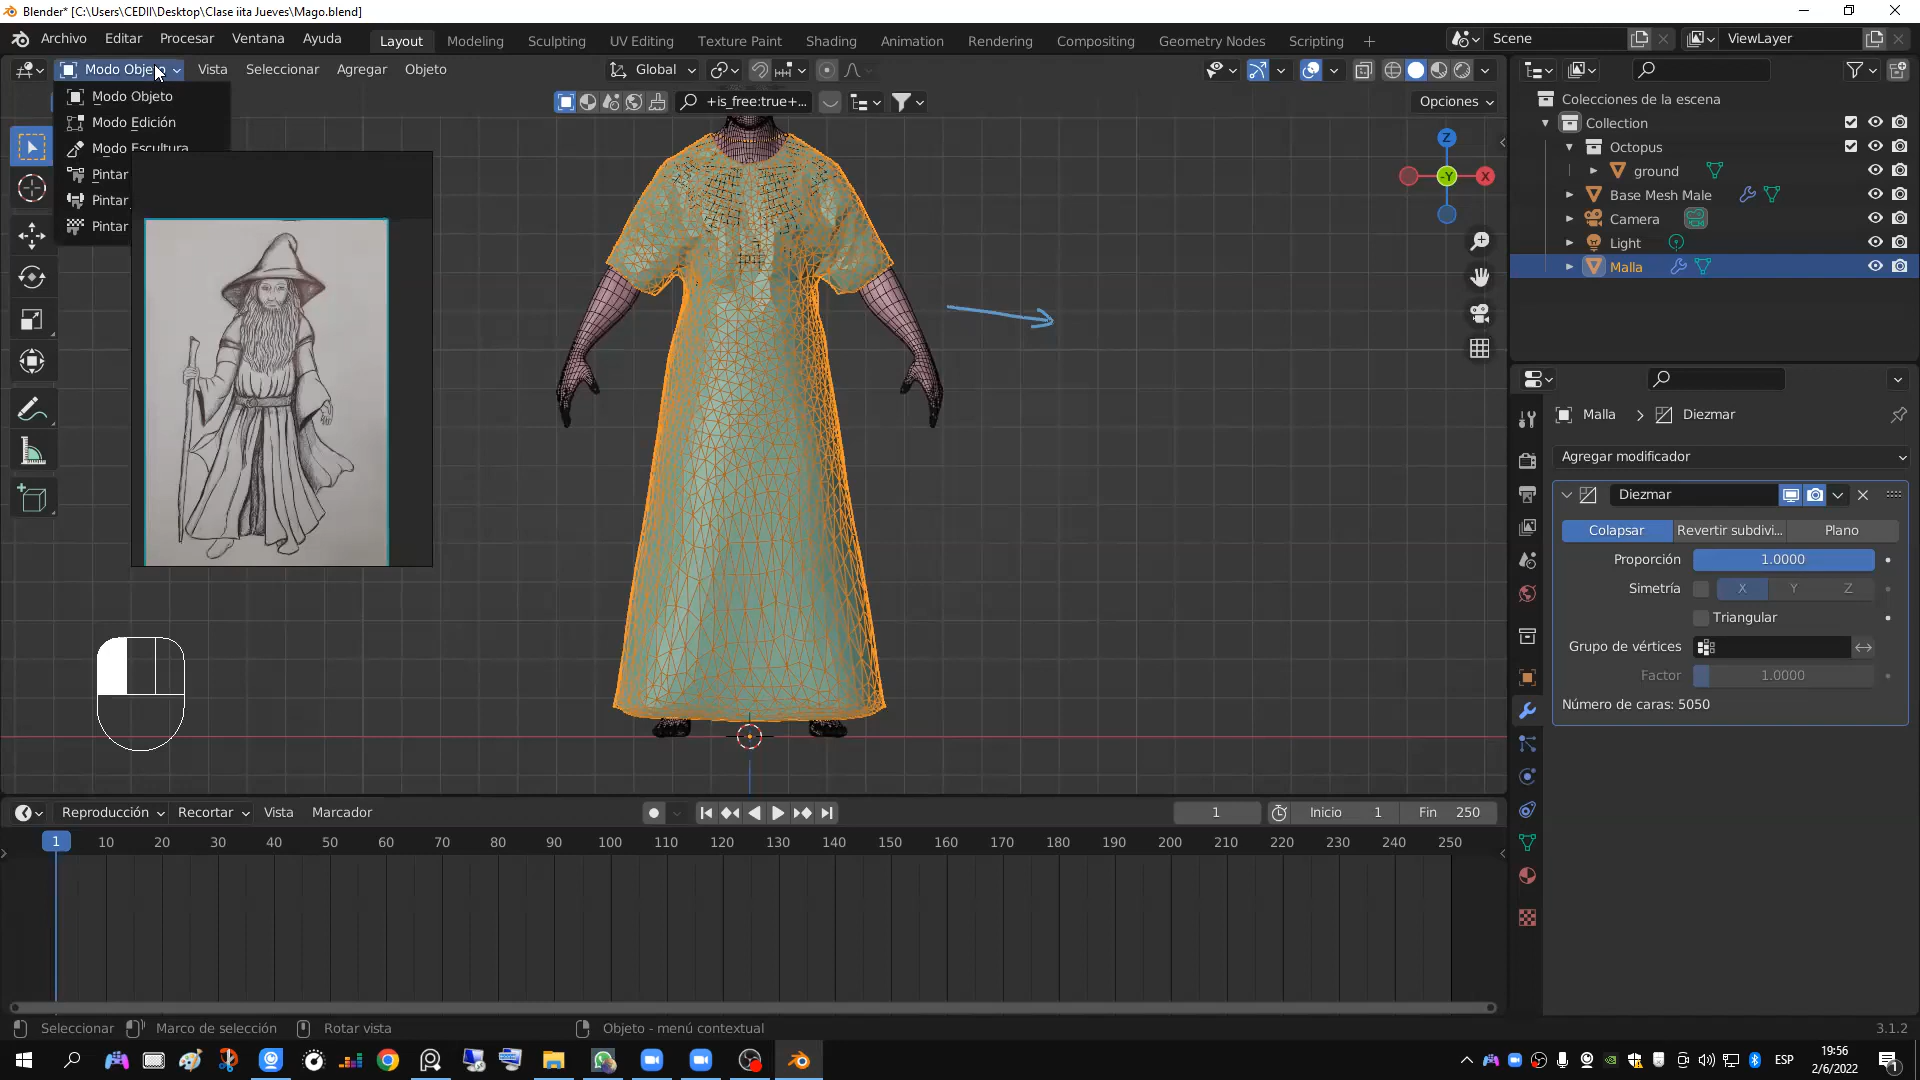 Blender* [C:\Users\CEDII\Desktop\Clase iita Jueves\Mago.blend]
Archivo Editar Procesar Ventana Ayuda
Layout Modeling Sculpting UV Editing Texture Paint Shading Animation Rendering Compositing Geometry Nodes Scripting +
Scene
ViewLayer
Modo Objeto Vista Seleccionar Agregar Objeto
Global
+is_free:true+...
Opciones
Modo Objeto
Modo Edición
Modo Escultura
Pintar
Pintar
Pintar
Z
-Y
X
Colecciones de la escena
Collection
Octopus
ground
Base Mesh Male
Camera
Light
Malla
Malla > Diezmar
Agregar modificador
Diezmar
Colapsar Revertir subdivi... Plano
Proporción 1.0000
Simetría X Y Z
Triangular
Grupo de vértices
Factor 1.0000
Número de caras: 5050
Reproducción Recortar Vista Marcador
1
Inicio 1
Fin 250
1 10 20 30 40 50 60 70 80 90 100 110 120 130 140 150 160 170 180 190 200 210 220 230 240 250
Seleccionar Marco de selección Rotar vista Objeto - menú contextual
3.1.2
ESP
19:56
2/6/2022
1